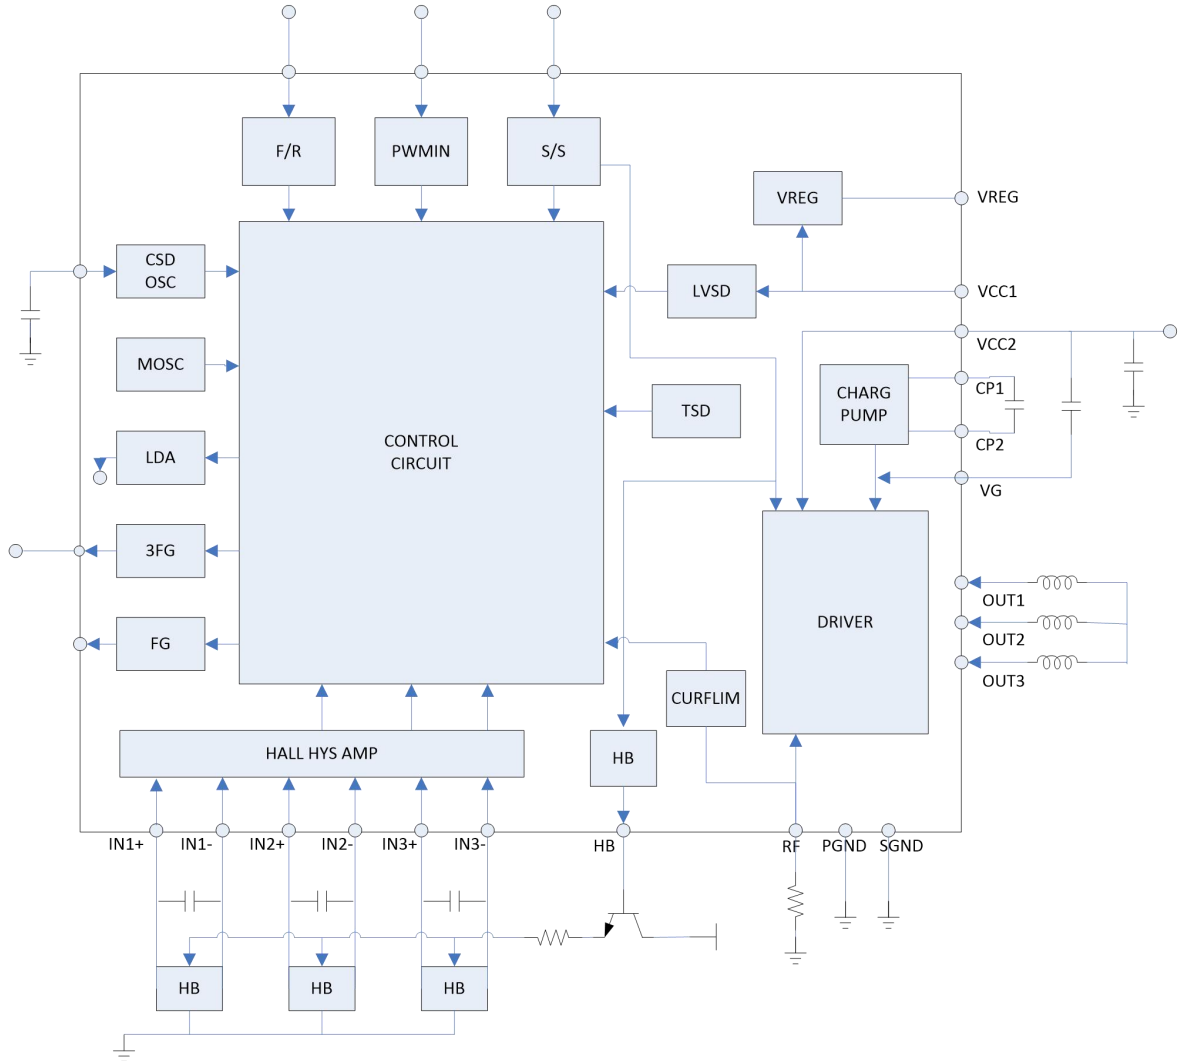 F/R
PWMIN
S/S
VREG
VREG
CSD
OSC
LVSD
VCC1
VCC2
MOSC
CHARG
PUMP
CP1
TSD
CONTROL
CIRCUIT
CP2
LDA
VG
3FG
OUT1
DRIVER
OUT2
FG
OUT3
CURFLIM
HALL HYS AMP
HB
IN1+
IN1-
IN2+
IN2-
IN3+
IN3-
HB
RF
PGND
SGND
HB
HB
HB